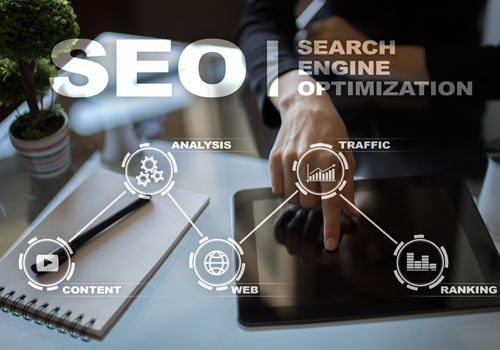 SEO
SEARCH
ENGINE
OPTIMIZATION
ANALYSIS
TRAFFIC
CONTENT
WEB
RANKING